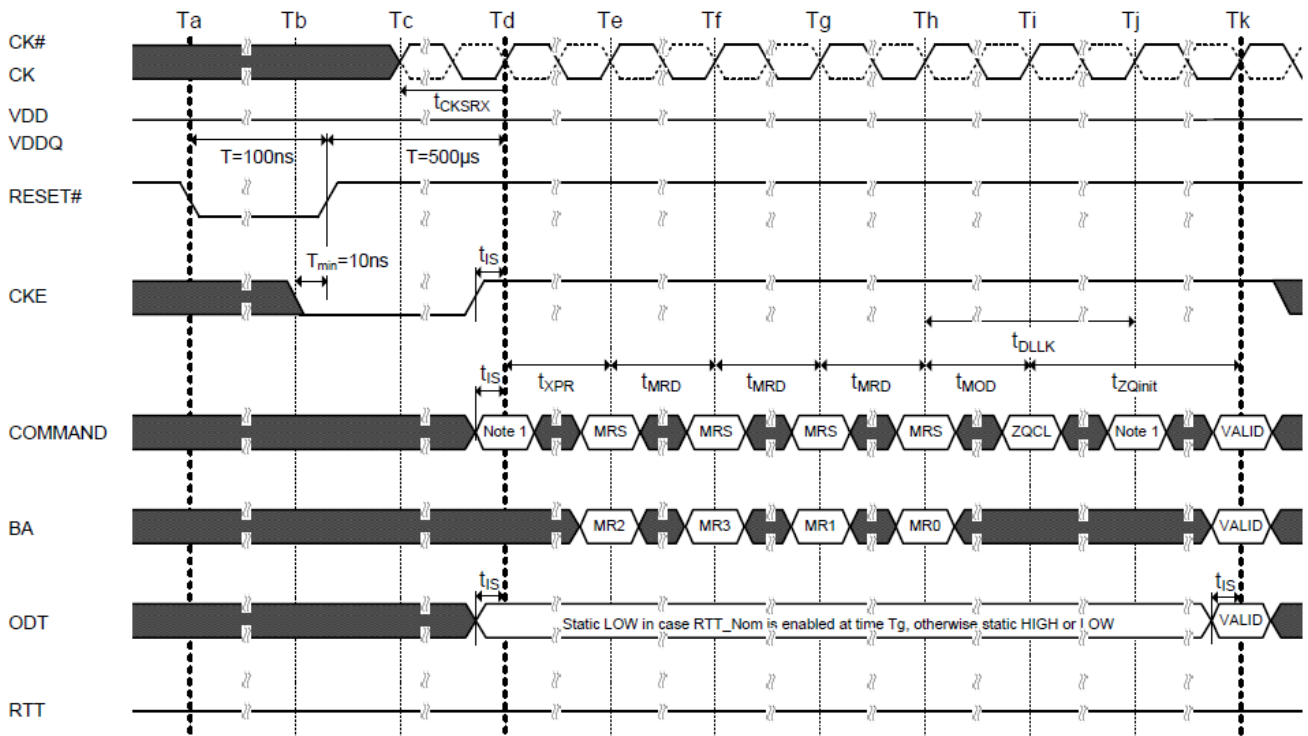 Ta Tb Tc Td Te Tf Tg Th Ti Tj Tk
CK#
CK
tCKSRX
VDD
VDDQ
T=100ns T=500µs
RESET#
Tmin=10ns tIS
CKE
tDLLK
tIS tXPR tMRD tMRD tMRD tMOD tZQinit
COMMAND Note 1 MRS MRS MRS MRS ZQCL Note 1 VALID
BA MR2 MR3 MR1 MR0 VALID
tIS tIS
ODT Static LOW in case RTT_Nom is enabled at time Tg, otherwise static HIGH or LOW VALID
RTT